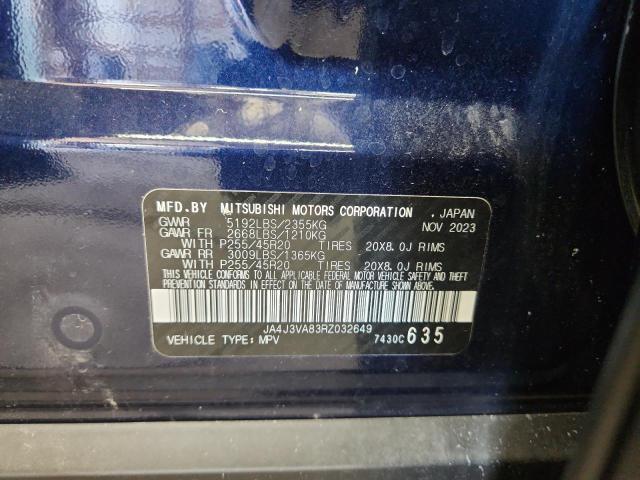 MFD.BY MITSUBISHI MOTORS CORPORATION , JAPAN
GVWR 5192LBS/2355KG NOV 2023
GAWR FR 2668LBS/1210KG
WITH P255/45R20 TIRES 20X8.0J RIMS
GAWR RR 3009LBS/1365KG
WITH P255/45R20 TIRES 20X8.0J RIMS
THIS VEHICLE CONFORMS TO ALL APPLICABLE FEDERAL MOTOR
VEHICLE SAFETY AND THEFT PREVENTION STANDARDS IN
EFFECT ON THE DATE OF MANUFACTURE SHOWN ABOVE.
JA4J3VA83RZ032649
VEHICLE TYPE: MPV 7430C 635